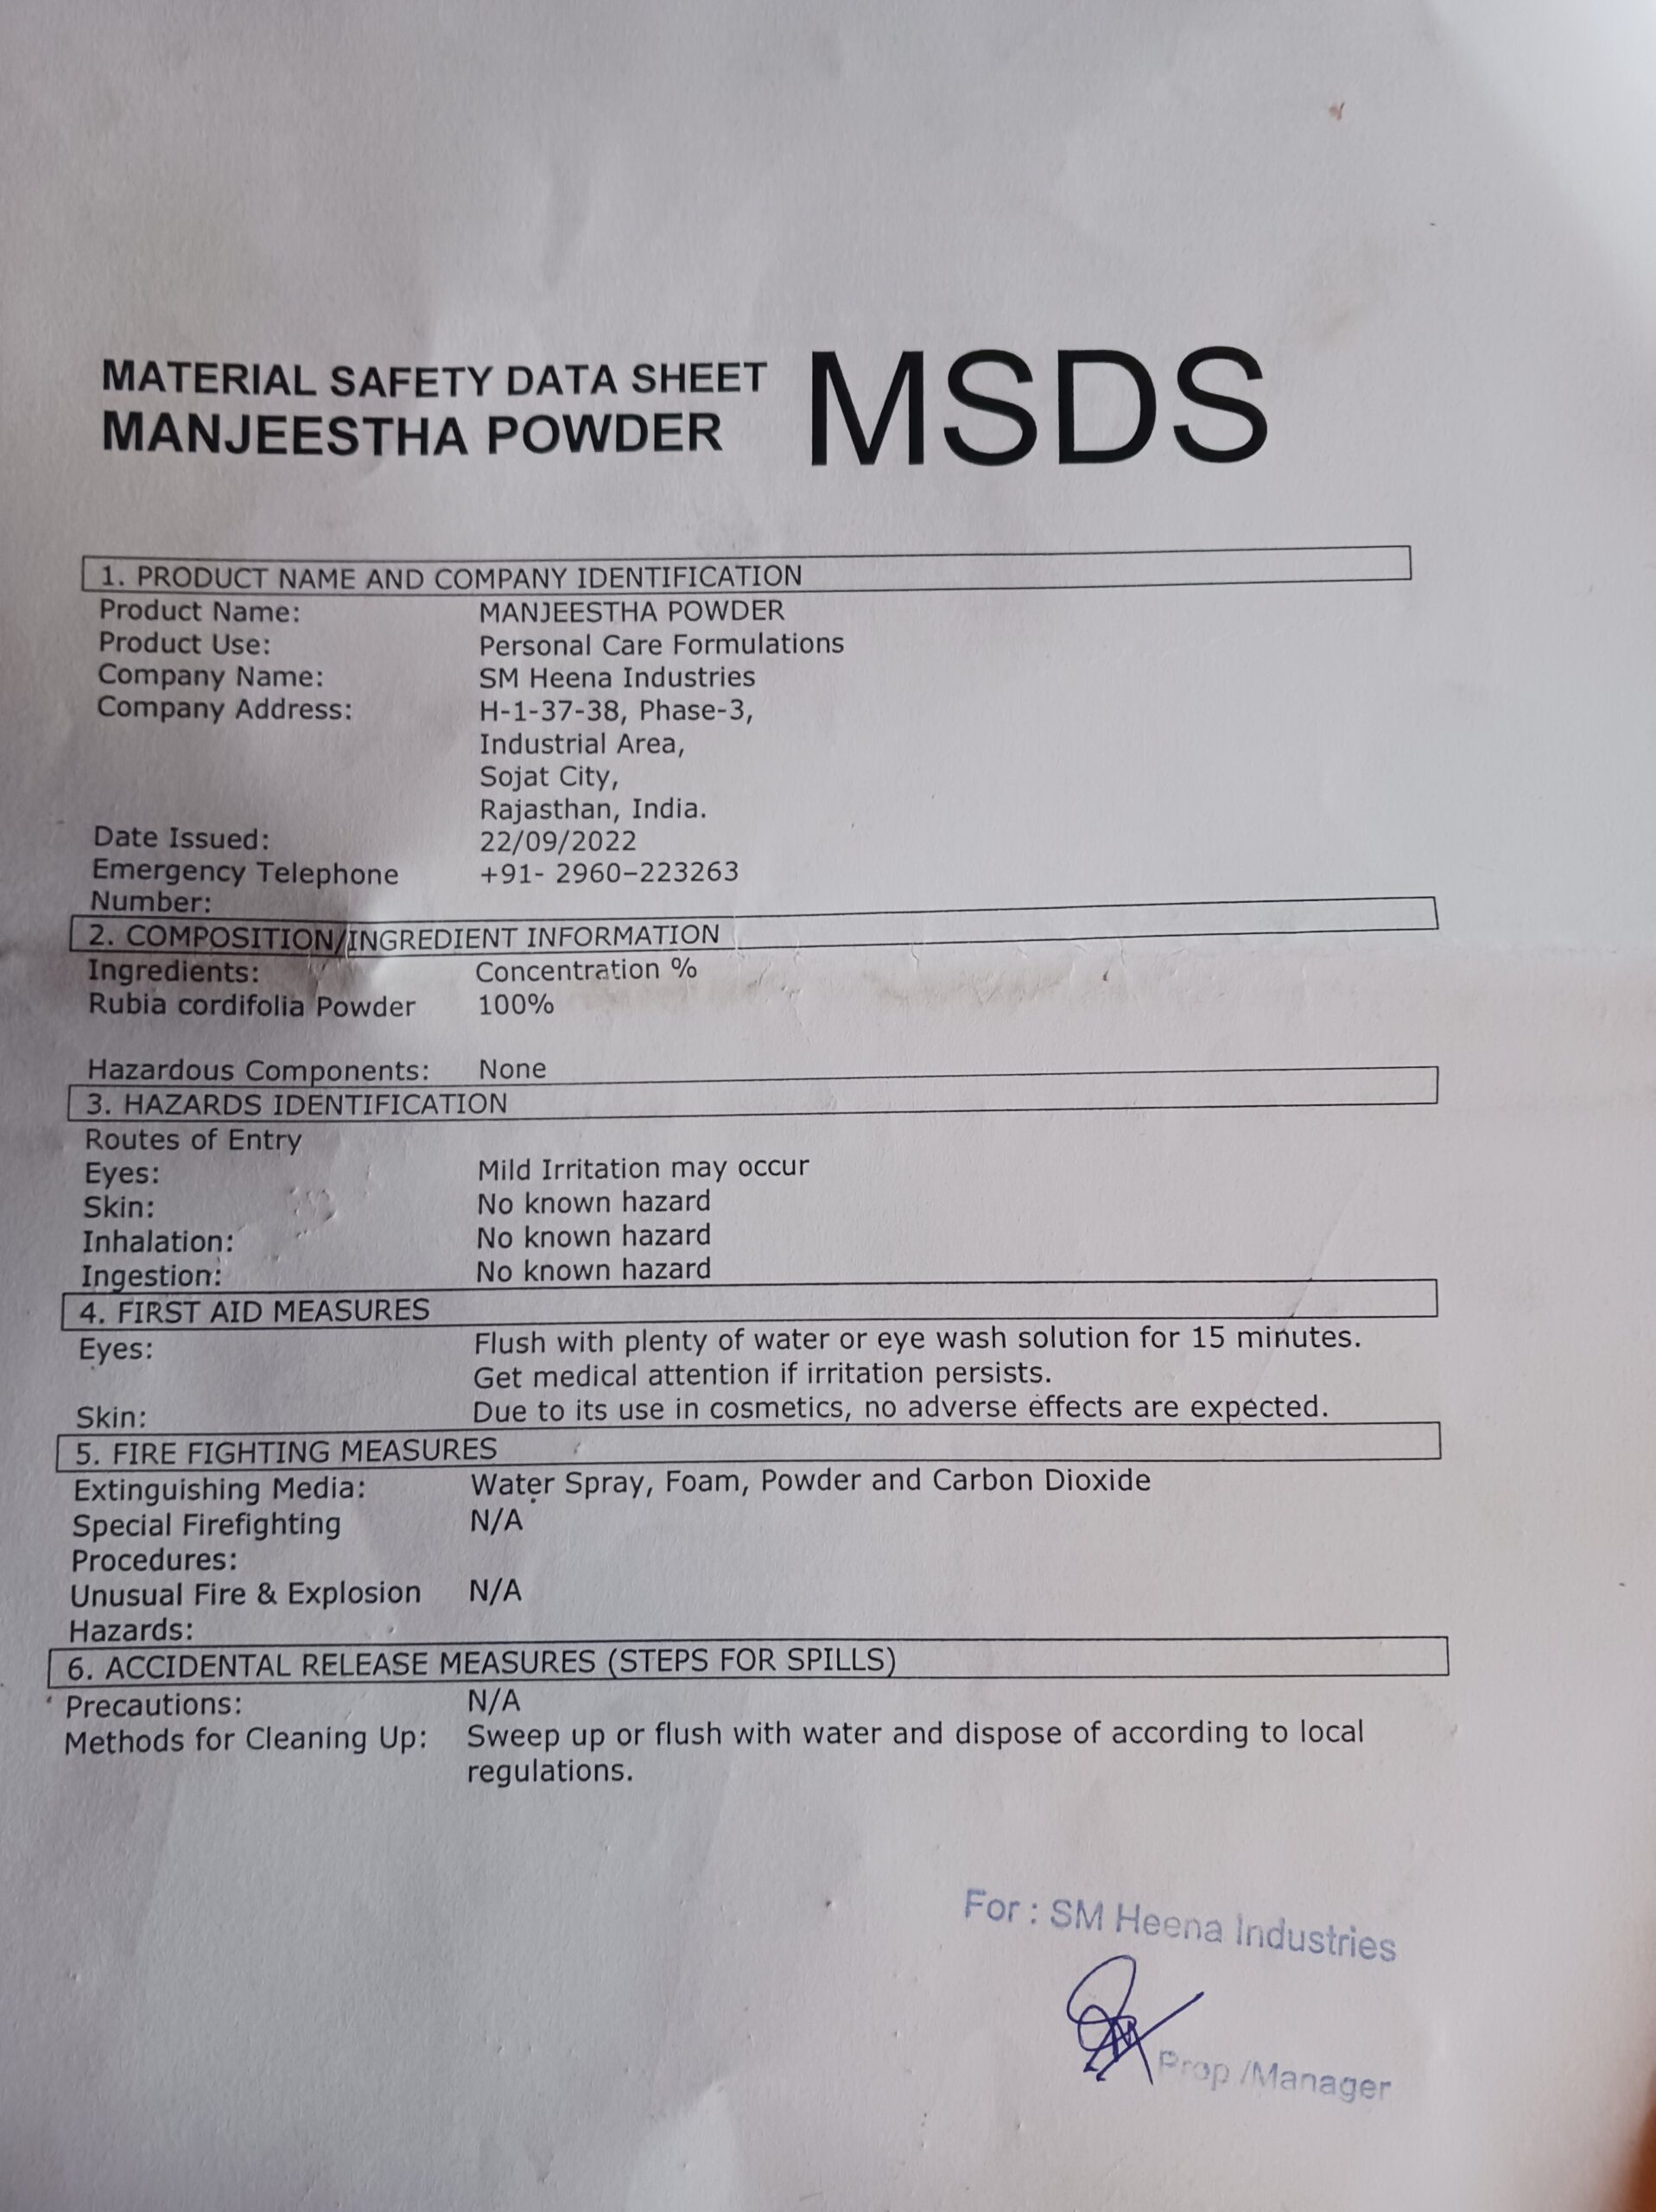 MATERIAL SAFETY DATA SHEET
MANJEESTHA POWDER
MSDS
1. PRODUCT NAME AND COMPANY IDENTIFICATION
Product Name: MANJEESTHA POWDER
Product Use: Personal Care Formulations
Company Name: SM Heena Industries
Company Address: H-1-37-38, Phase-3,
Industrial Area,
Sojat City,
Rajasthan, India.
Date Issued: 22/09/2022
Emergency Telephone +91- 2960–223263
Number:
2. COMPOSITION/INGREDIENT INFORMATION
Ingredients: Concentration %
Rubia cordifolia Powder 100%
Hazardous Components: None
3. HAZARDS IDENTIFICATION
Routes of Entry
Eyes: Mild Irritation may occur
Skin: No known hazard
Inhalation: No known hazard
Ingestion: No known hazard
4. FIRST AID MEASURES
Eyes: Flush with plenty of water or eye wash solution for 15 minutes.
Get medical attention if irritation persists.
Skin: Due to its use in cosmetics, no adverse effects are expected.
5. FIRE FIGHTING MEASURES
Extinguishing Media: Water Spray, Foam, Powder and Carbon Dioxide
Special Firefighting N/A
Procedures:
Unusual Fire & Explosion N/A
Hazards:
6. ACCIDENTAL RELEASE MEASURES (STEPS FOR SPILLS)
Precautions: N/A
Methods for Cleaning Up: Sweep up or flush with water and dispose of according to local
regulations.
For : SM Heena Industries
Prop /Manager